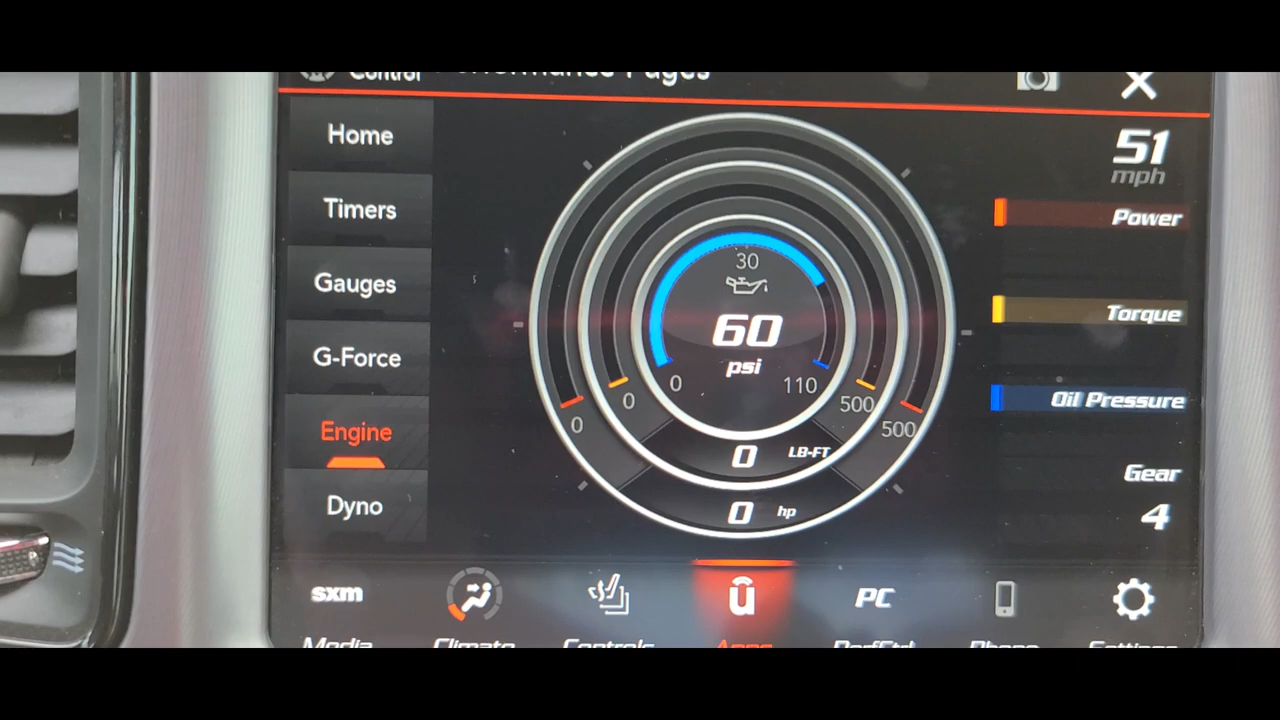 Control Performance Pages
Home
Timers
Gauges
G-Force
Engine
Dyno
30
60
psi
0
110
0
500
0
500
0 LB-FT
0 hp
51
mph
Power
Torque
Oil Pressure
Gear
4
sxm
û
PC
Media
Climate
Controls
Apps
PerfCtrl
Phone
Settings